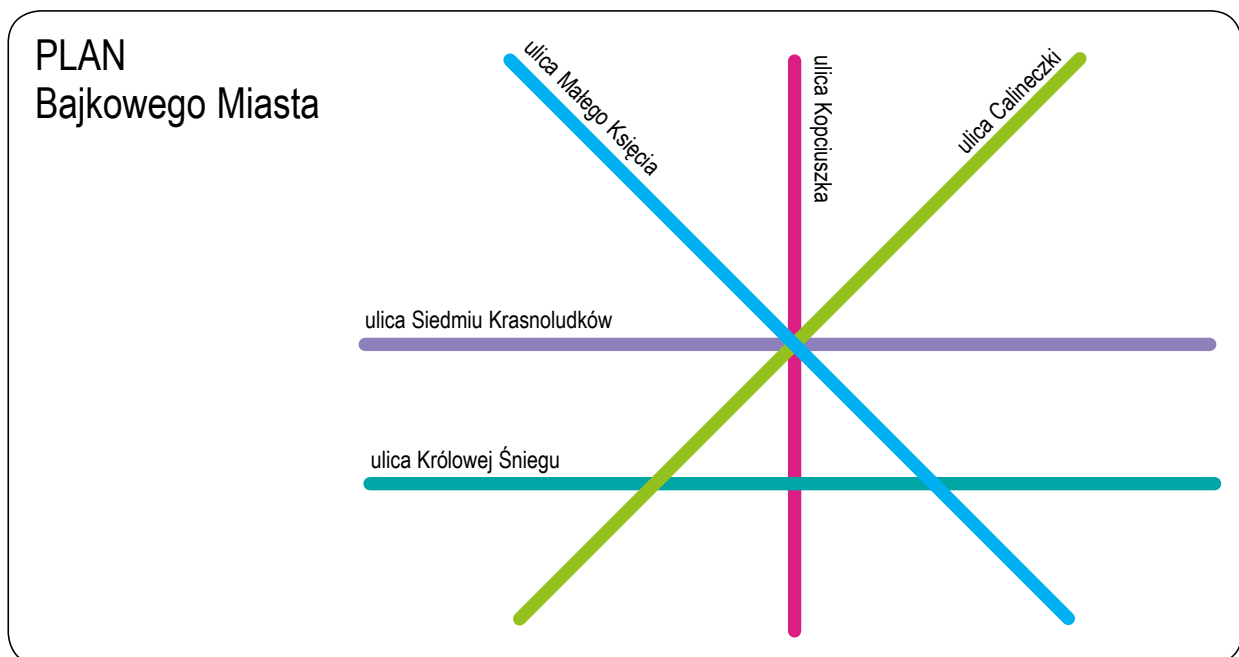 PLAN
Bajkowego Miasta
ulica Małego Księcia
ulica Kopciuszka
ulica Calineczki
ulica Siedmiu Krasnoludków
ulica Królowej Śniegu